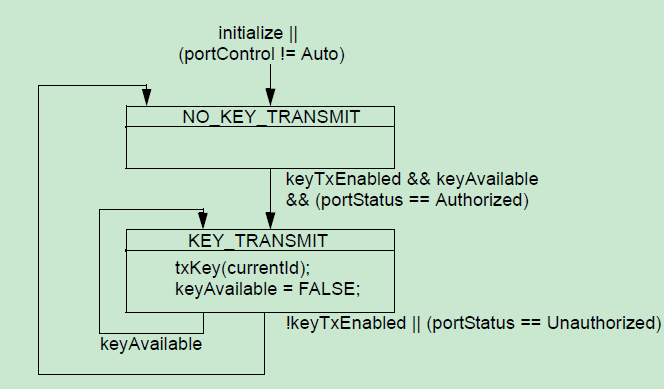 initialize ||
(portControl != Auto)
NO_KEY_TRANSMIT
keyTxEnabled && keyAvailable
&& (portStatus == Authorized)
KEY_TRANSMIT
txKey(currentId);
keyAvailable = FALSE;
!keyTxEnabled || (portStatus == Unauthorized)
keyAvailable